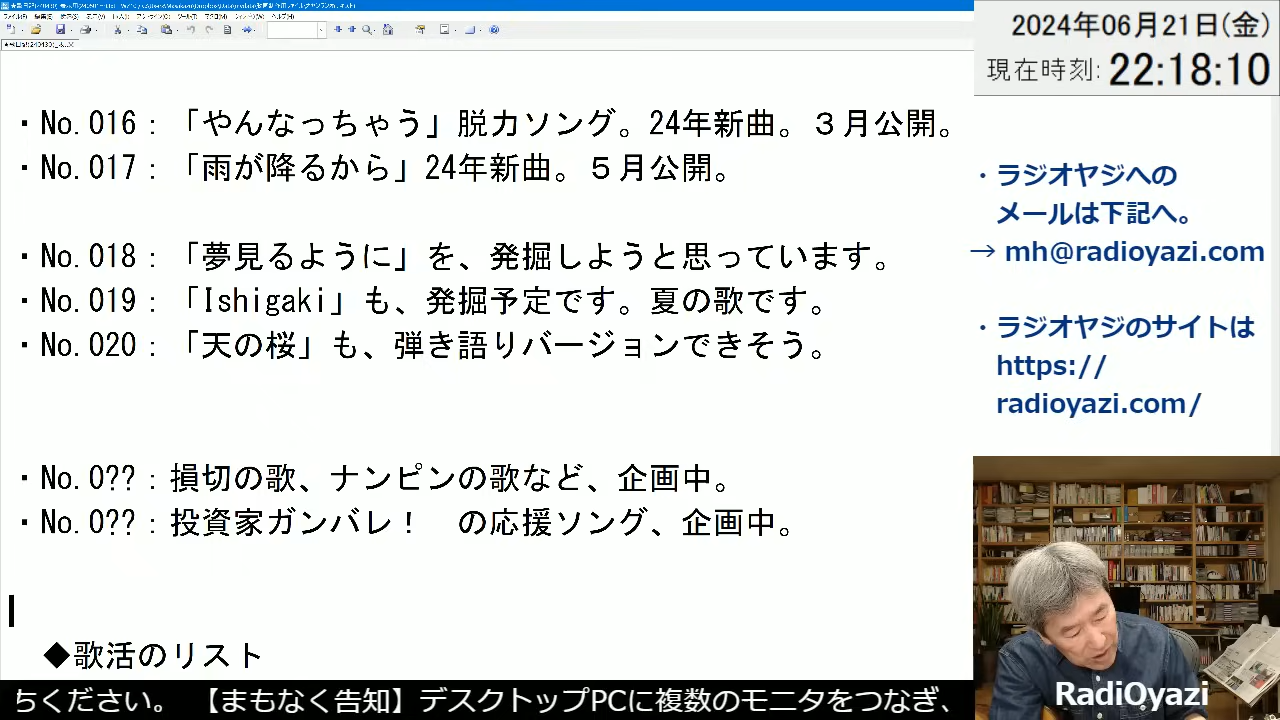 2024年06月21日(金)
現在時刻: 22:18:10
・No.016：「やんなっちゃう」脱力ソング。24年新曲。３月公開。
・No.017：「雨が降るから」24年新曲。５月公開。
・No.018：「夢見るように」を、発掘しようと思っています。
・No.019：「Ishigaki」も、発掘予定です。夏の歌です。
・No.020：「天の桜」も、弾き語りバージョンできそう。
・No.0??：損切の歌、ナンピンの歌など、企画中。
・No.0??：投資家ガンバレ！　の応援ソング、企画中。
◆歌活のリスト
・ラジオヤジへの
メールは下記へ。
→ mh@radioyazi.com
・ラジオヤジのサイトは
https://
radioyazi.com/
RadiOyazi
ちください。　【まもなく告知】デスクトップPCに複数のモニタをつなぎ、